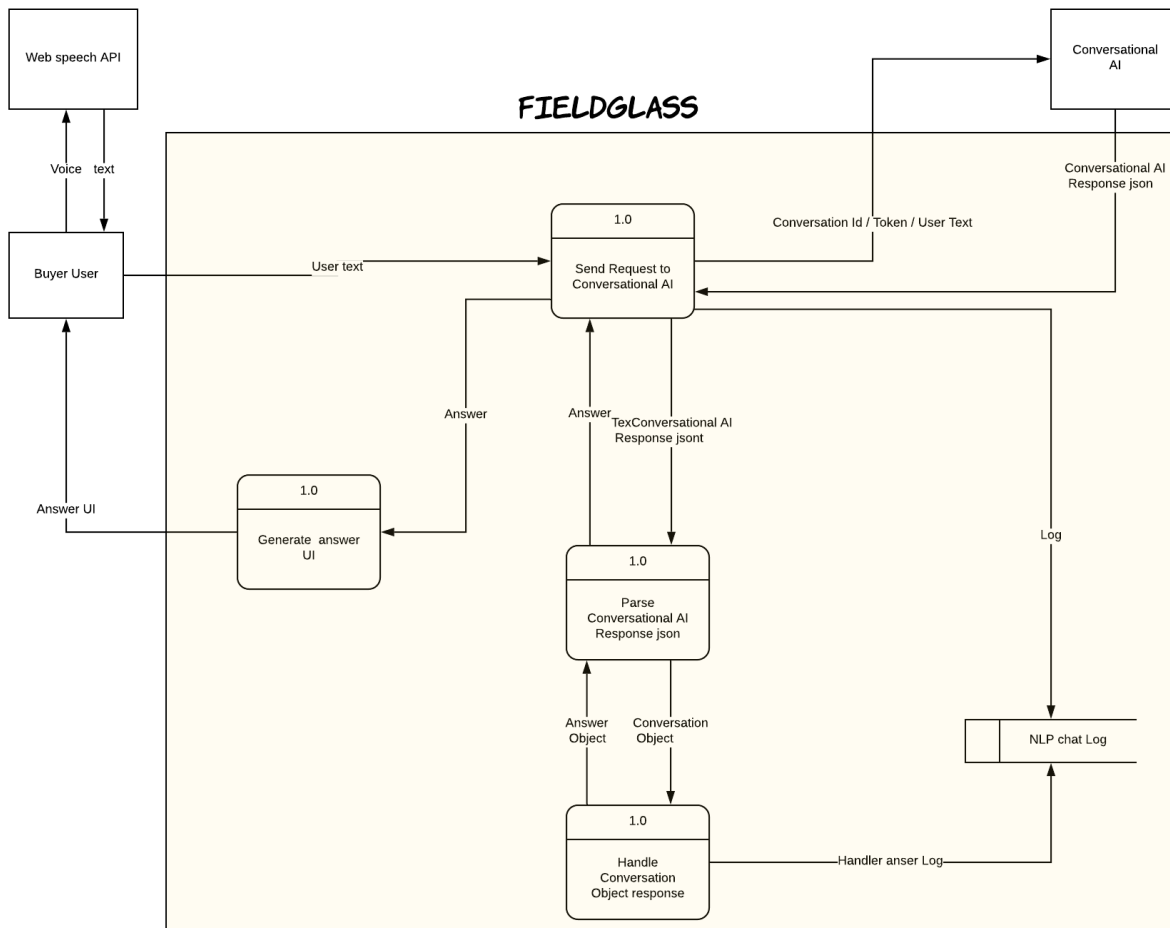 Web speech API
Conversational
AI
FIELDGLASS
Voice
text
Conversational AI
Response json
1.0
Conversation Id / Token / User Text
Buyer User
User text
Send Request to
Conversational AI
Answer
Answer
TexConversational AI
Response jsont
1.0
Answer UI
Generate answer
UI
Log
1.0
Parse
Conversational AI
Response json
Answer
Object
Conversation
Object
NLP chat Log
1.0
Handle
Conversation
Object response
Handler anser Log